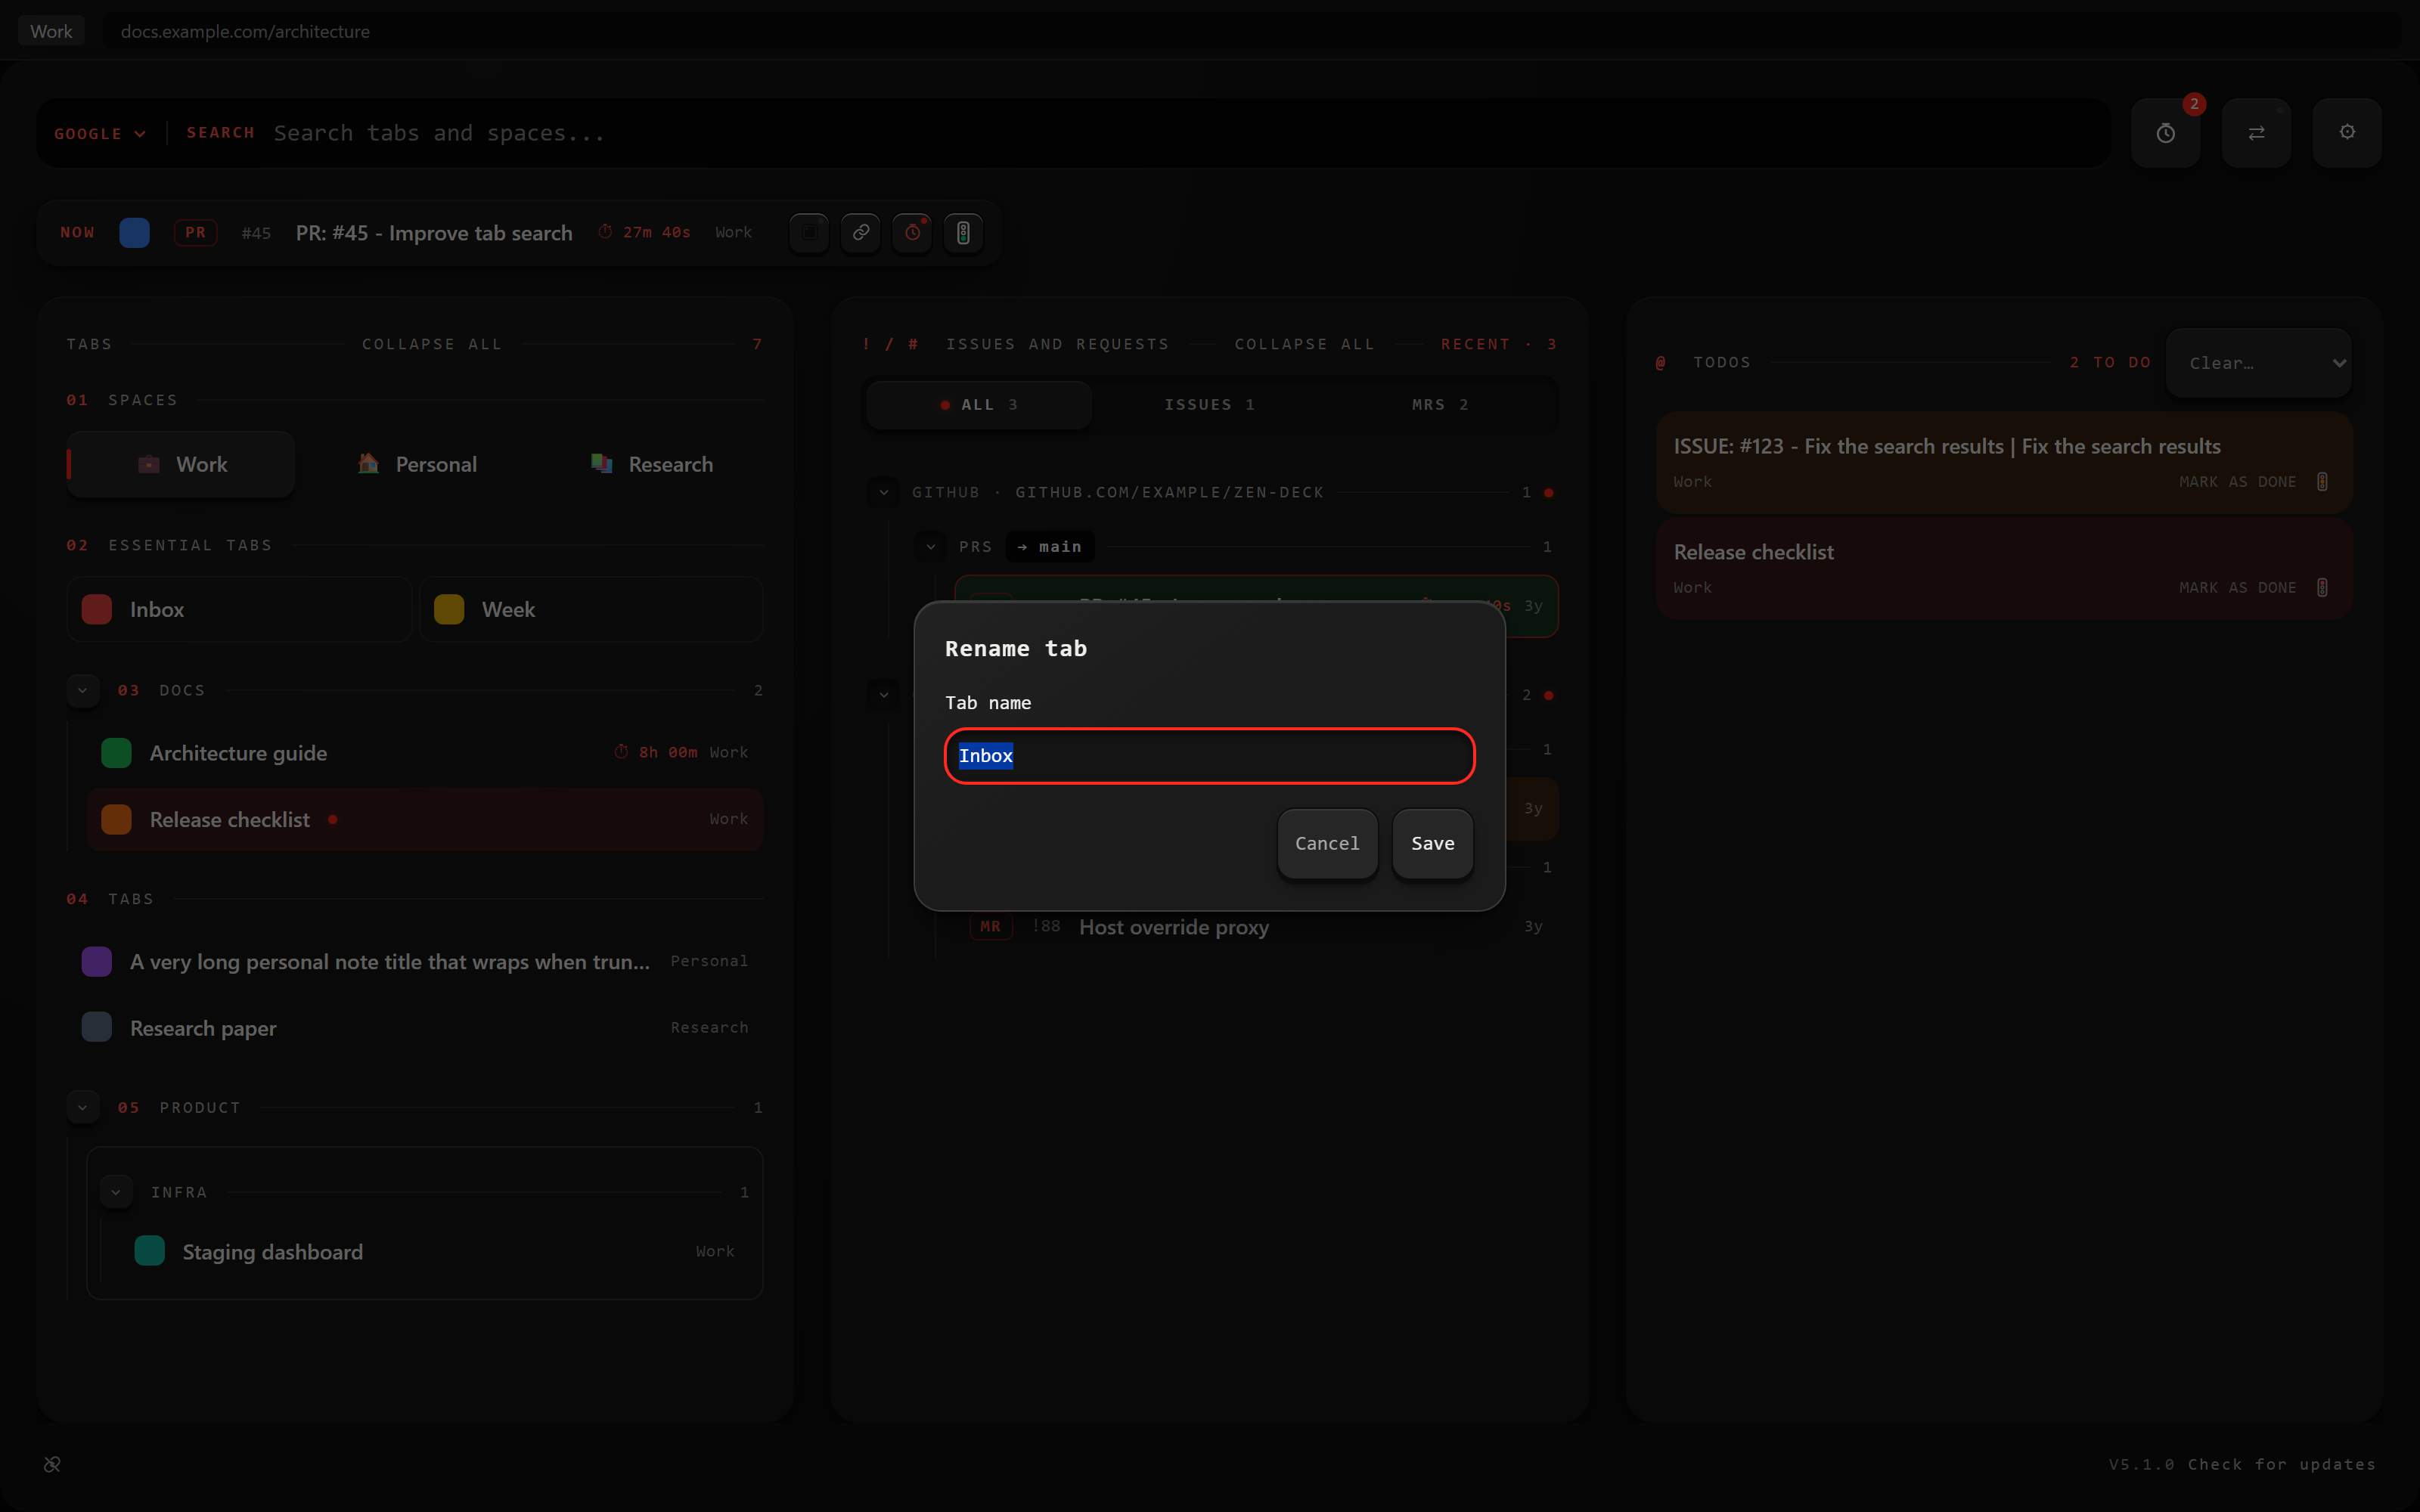 Work docs.example.com/architecture
GOOGLE SEARCH Search tabs and spaces... 2
NOW PR #45 PR: #45 - Improve tab search 27m 40s Work
TABS COLLAPSE ALL 7
01 SPACES
Work Personal Research
02 ESSENTIAL TABS
Inbox Week
03 DOCS 2
Architecture guide 8h 00m Work
Release checklist Work
04 TABS
A very long personal note title that wraps when trun... Personal
Research paper Research
05 PRODUCT 1
INFRA 1
Staging dashboard Work
! / # ISSUES AND REQUESTS COLLAPSE ALL RECENT · 3
ALL 3 ISSUES 1 MRS 2
GITHUB · GITHUB.COM/EXAMPLE/ZEN-DECK 1
PRS → main 1
3y
2
1
3y
1
MR !88 Host override proxy 3y
Rename tab
Tab name
Inbox
Cancel Save
@ TODOS 2 TO DO Clear…
ISSUE: #123 - Fix the search results | Fix the search results
Work MARK AS DONE
Release checklist
Work MARK AS DONE
V5.1.0 Check for updates